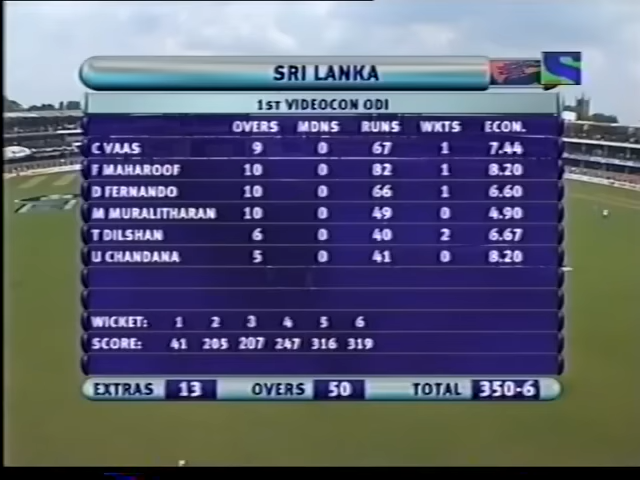 SRI LANKA
1ST VIDEOCON ODI
OVERS MDNS RUNS WKTS ECON.
C VAAS 9 0 67 1 7.44
F MAHAROOF 10 0 82 1 8.20
D FERNANDO 10 0 66 1 6.60
M MURALITHARAN 10 0 49 0 4.90
T DILSHAN 6 0 40 2 6.67
U CHANDANA 5 0 41 0 8.20
WICKET: 1 2 3 4 5 6
SCORE: 41 205 207 247 316 319
EXTRAS 13 OVERS 50 TOTAL 350-6